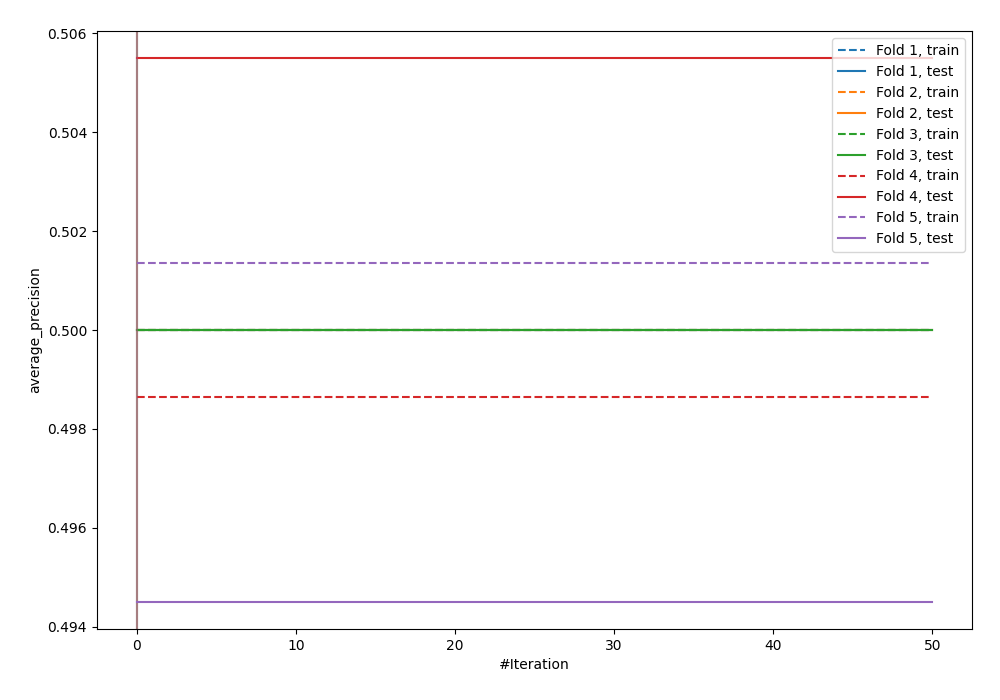 0.506
0.504
0.502
0.500
0.498
0.496
0.494
average_precision
0
10
20
30
40
50
#Iteration
Fold 1, train
Fold 1, test
Fold 2, train
Fold 2, test
Fold 3, train
Fold 3, test
Fold 4, train
Fold 4, test
Fold 5, train
Fold 5, test